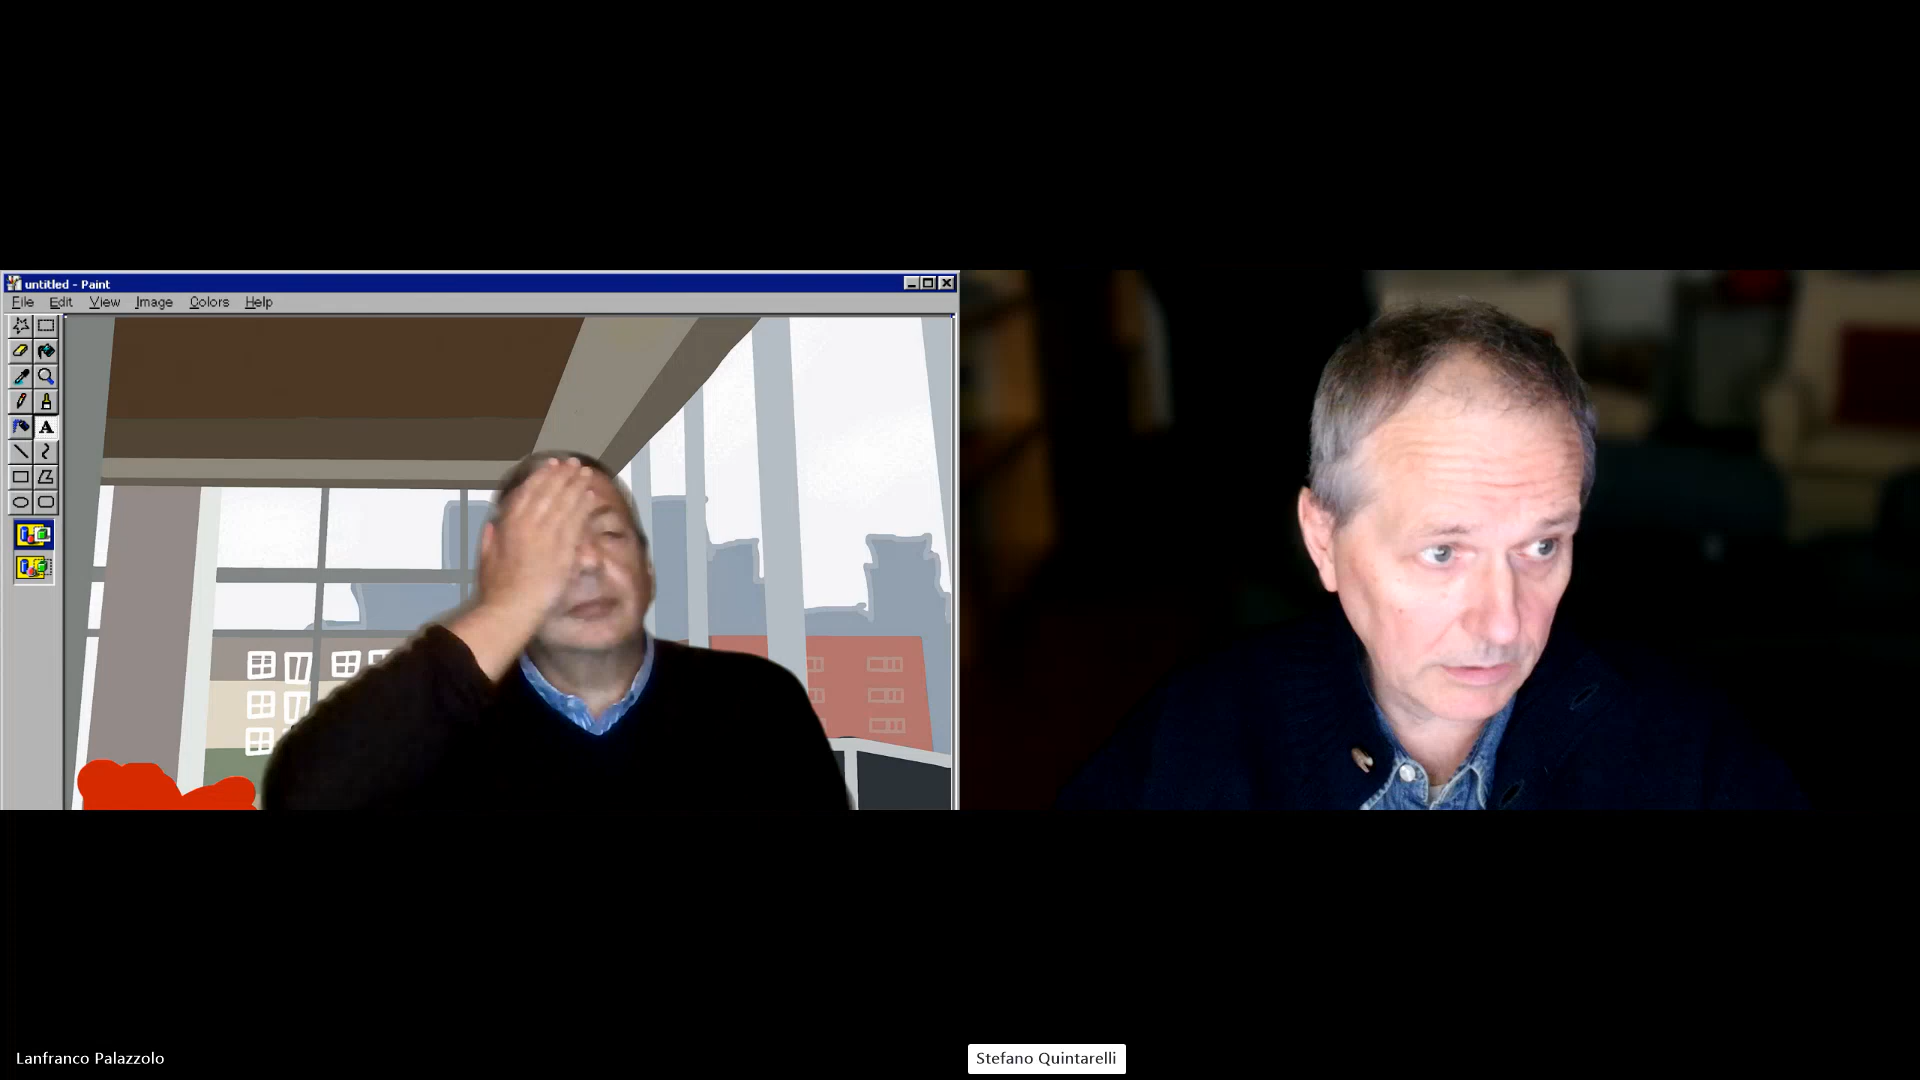 untitled - Paint
File Edit View Image Colors Help
A
Lanfranco Palazzolo
Stefano Quintarelli